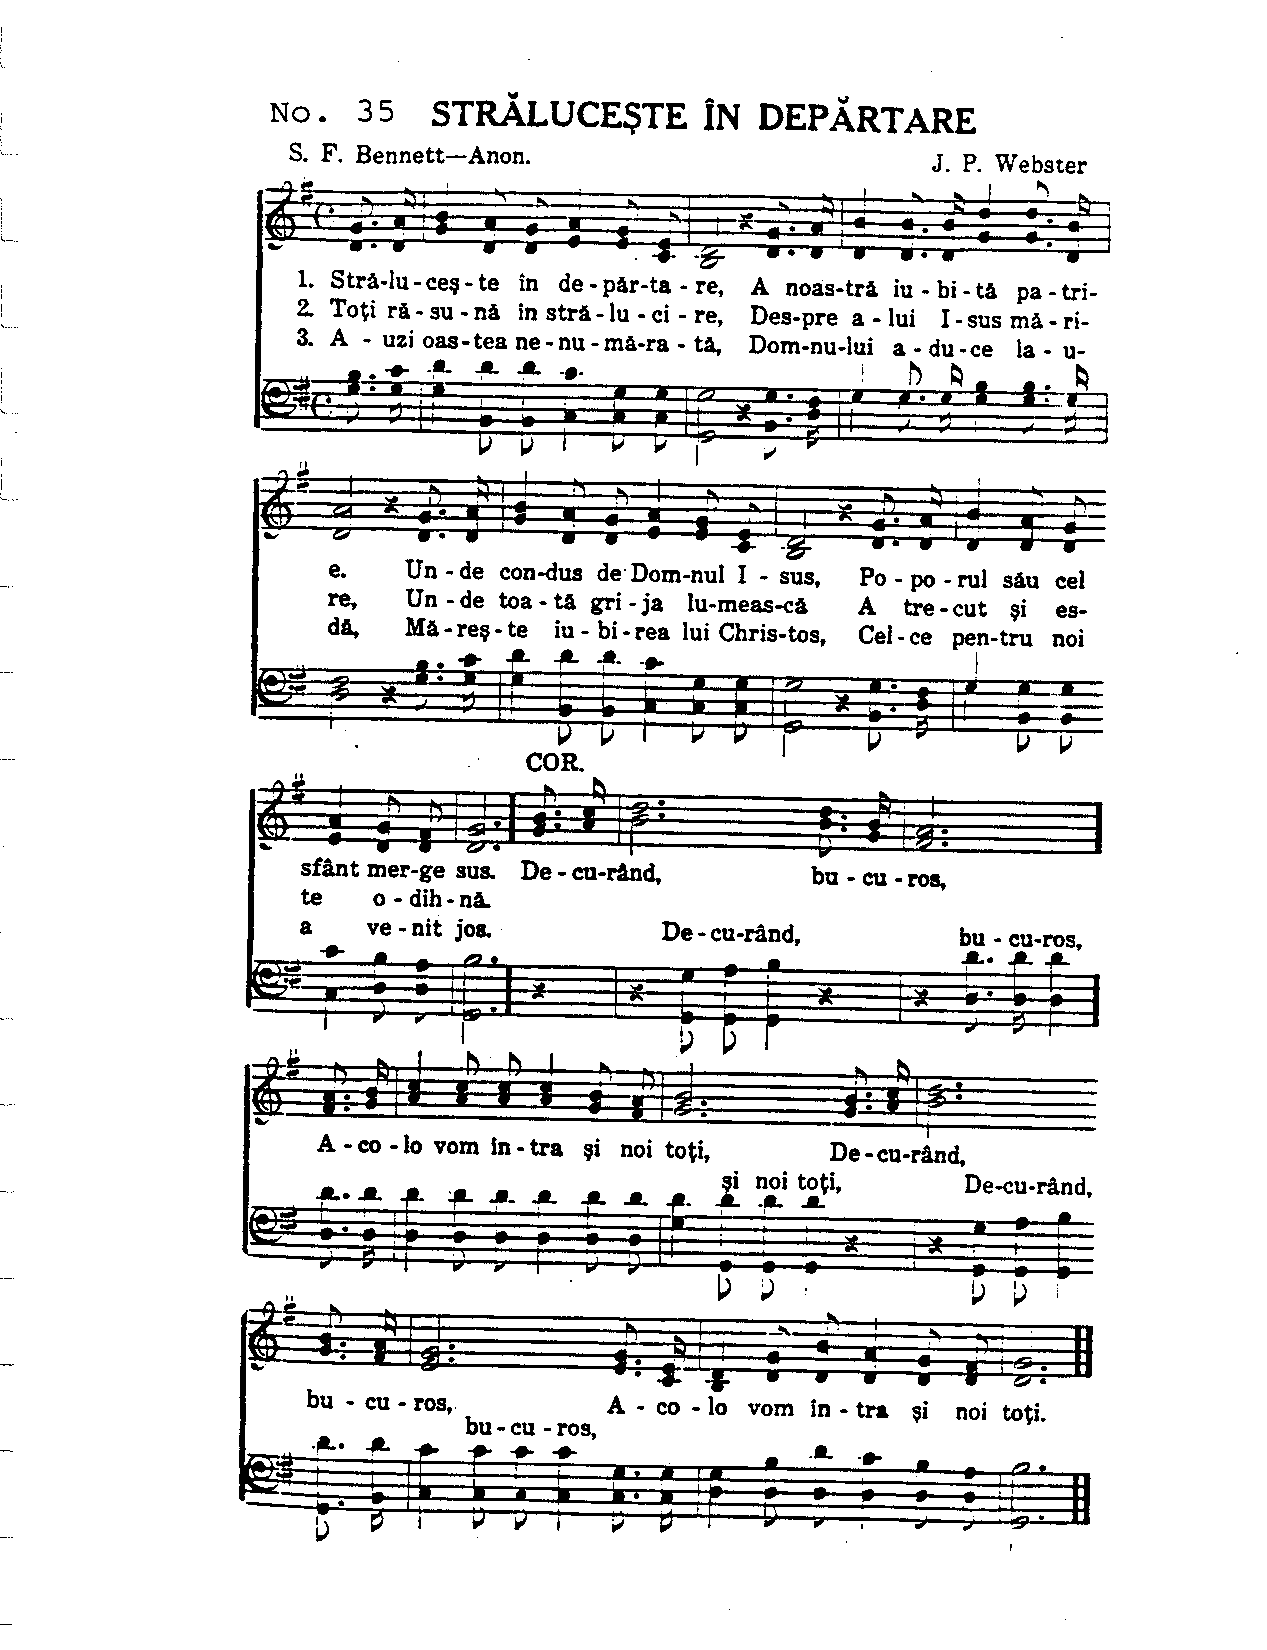 No. 35 STRĂLUCEȘTE ÎN DEPĂRTARE
S. F. Bennett—Anon.
J. P. Webster
1. Stră-lu-ceș-te în de-păr-ta-re, A noas-tră iu-bi-tă pa-tri-
2. Toți ră-su-nă in stră-lu-ci-re, Des-pre a-lui I-sus mă-ri-
3. A-uzi oas-tea ne-nu-mă-ra-tă, Dom-nu-lui a-du-ce la-u-
e. Un-de con-dus de Dom-nul I-sus, Po-po-rul său cel
re, Un-de toa-tă gri-ja lu-meas-că A tre-cut și es-
dă, Mă-reș-te iu-bi-rea lui Chris-tos, Cel-ce pen-tru noi
COR.
sfânt mer-ge sus. De-cu-rând, bu-cu-ros,
te o-dih-nă.
a ve-nit jos. De-cu-rând, bu-cu-ros,
A-co-lo vom in-tra și noi toți, De-cu-rând,
și noi toți, De-cu-rând,
bu-cu-ros, A-co-lo vom în-tra și noi toți.
bu-cu-ros,